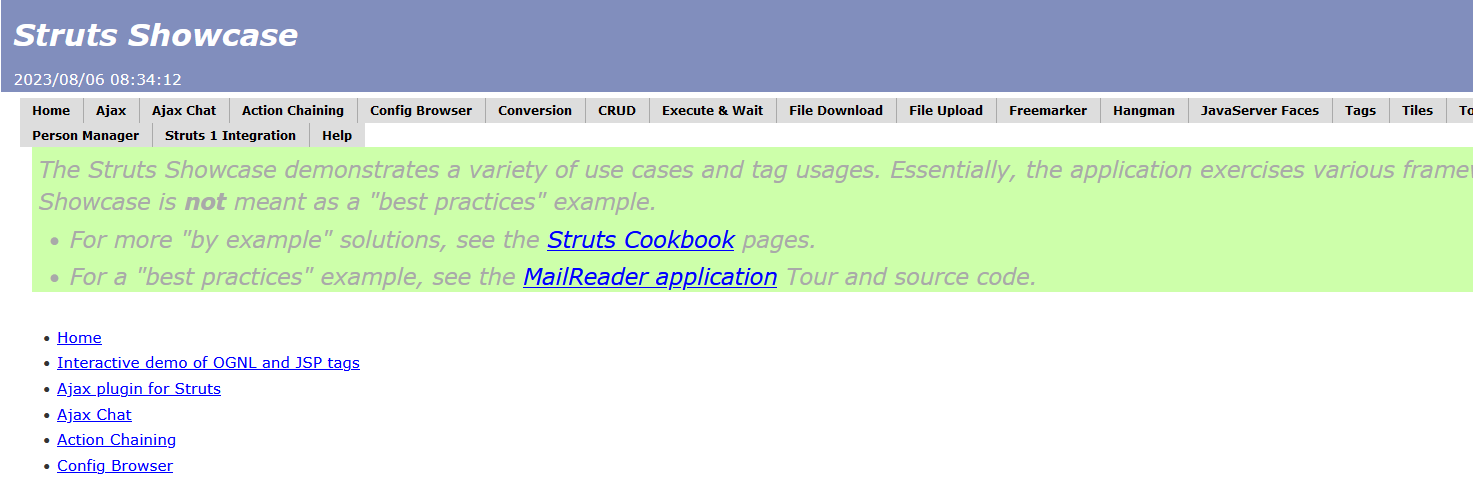 Struts Showcase
2023/08/06 08:34:12
Home Ajax Ajax Chat Action Chaining Config Browser Conversion CRUD Execute & Wait File Download File Upload Freemarker Hangman JavaServer Faces Tags Tiles
Person Manager Struts 1 Integration Help
The Struts Showcase demonstrates a variety of use cases and tag usages. Essentially, the application exercises various
Showcase is not meant as a "best practices" example.
• For more "by example" solutions, see the Struts Cookbook pages.
• For a "best practices" example, see the MailReader application Tour and source code.
• Home
• Interactive demo of OGNL and JSP tags
• Ajax plugin for Struts
• Ajax Chat
• Action Chaining
• Config Browser